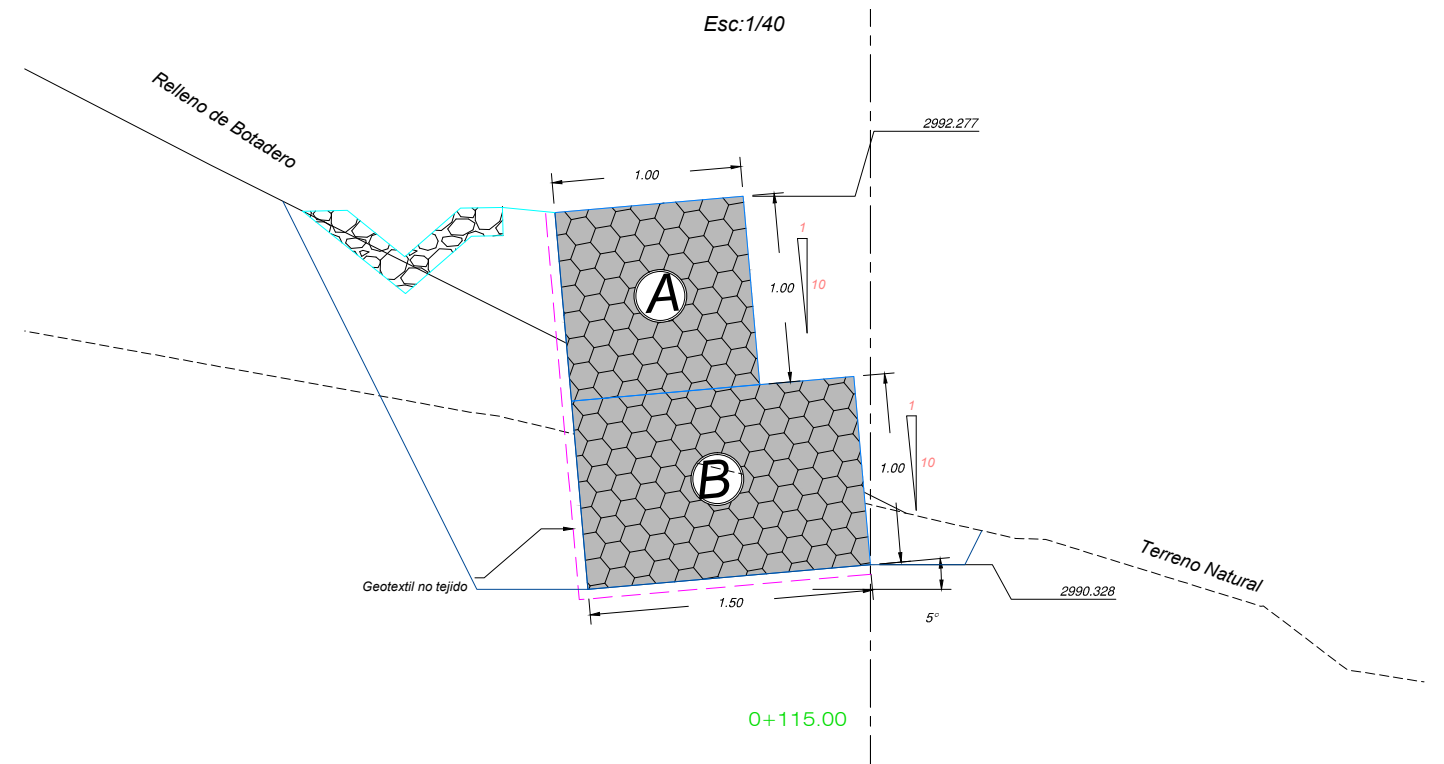 Esc:1/40
Relleno de Botadero
2992.277
1.00
1
10
1.00
A
1
10
1.00
B
Terreno Natural
Geotextil no tejido
1.50
2990.328
5°
0+115.00